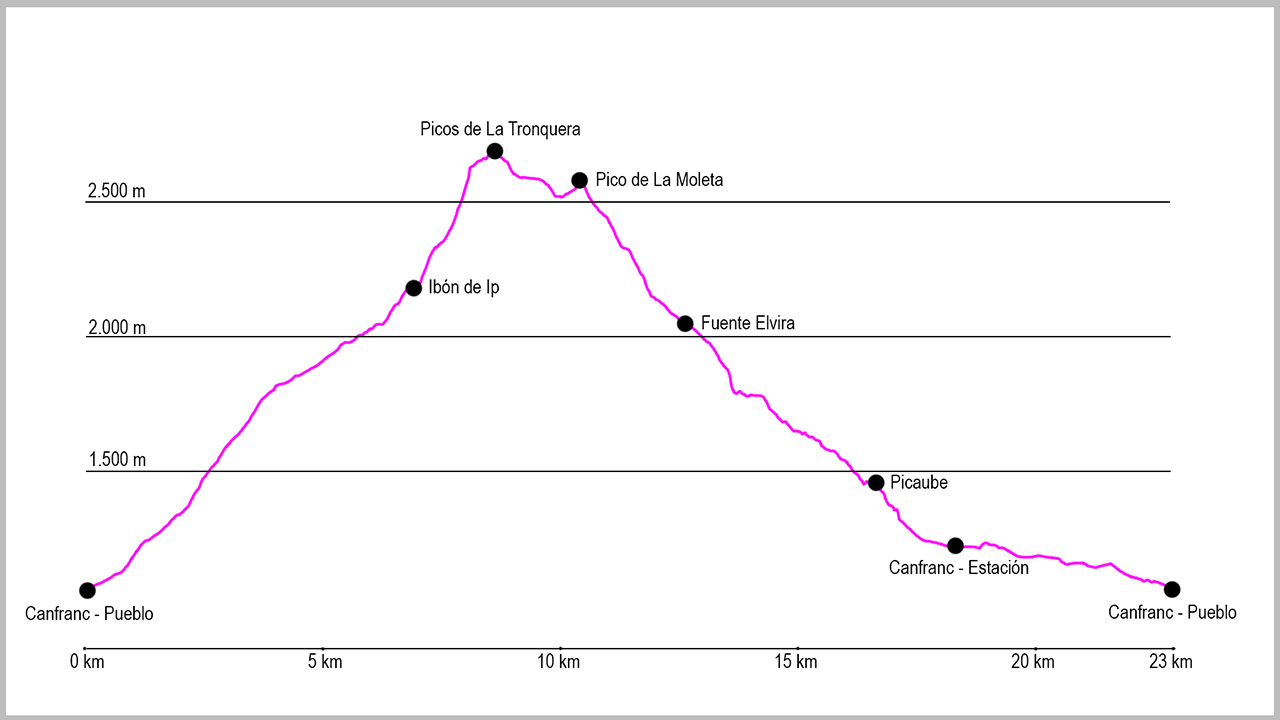 Picos de La Tronquera
Pico de La Moleta
2.500 m
Ibón de Ip
2.000 m
Fuente Elvira
1.500 m
Picaube
Canfranc - Estación
Canfranc - Pueblo
Canfranc - Pueblo
0 km
5 km
10 km
15 km
20 km
23 km